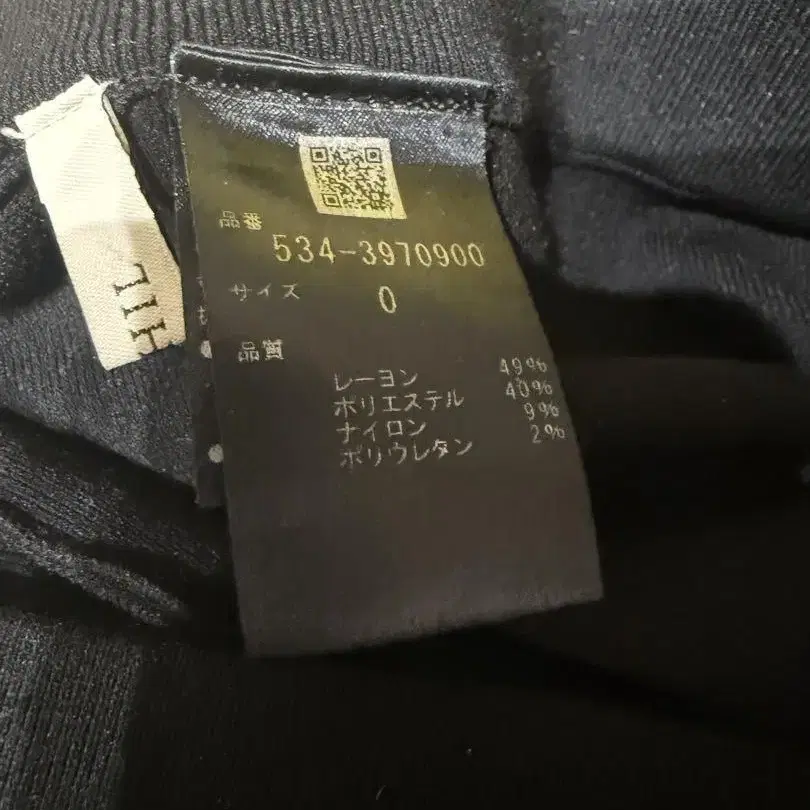 品番
534-3970900
サイズ 0
品質
レーヨン 49%
ポリエステル 40%
ナイロン 9%
ポリウレタン 2%